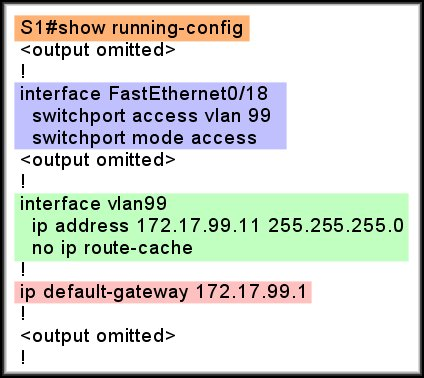 S1#show running-config
<output omitted>
!
interface FastEthernet0/18
switchport access vlan 99
switchport mode access
<output omitted>
!
interface vlan99
ip address 172.17.99.11 255.255.255.0
no ip route-cache
!
ip default-gateway 172.17.99.1
!
<output omitted>
!